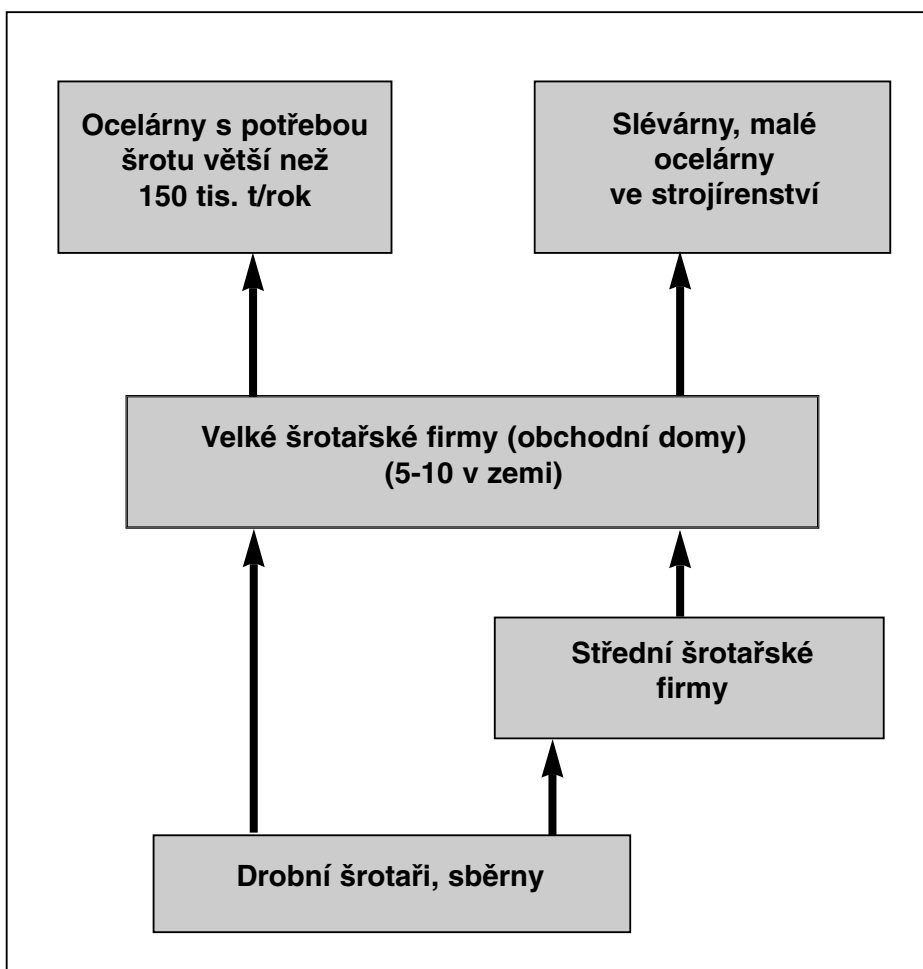 Ocelárny s potřebou
šrotu větší než
150 tis. t/rok
Slévárny, malé
ocelárny
ve strojírenství
Velké šrotařské firmy (obchodní domy)
(5-10 v zemi)
Střední šrotařské
firmy
Drobní šrotaři, sběrny